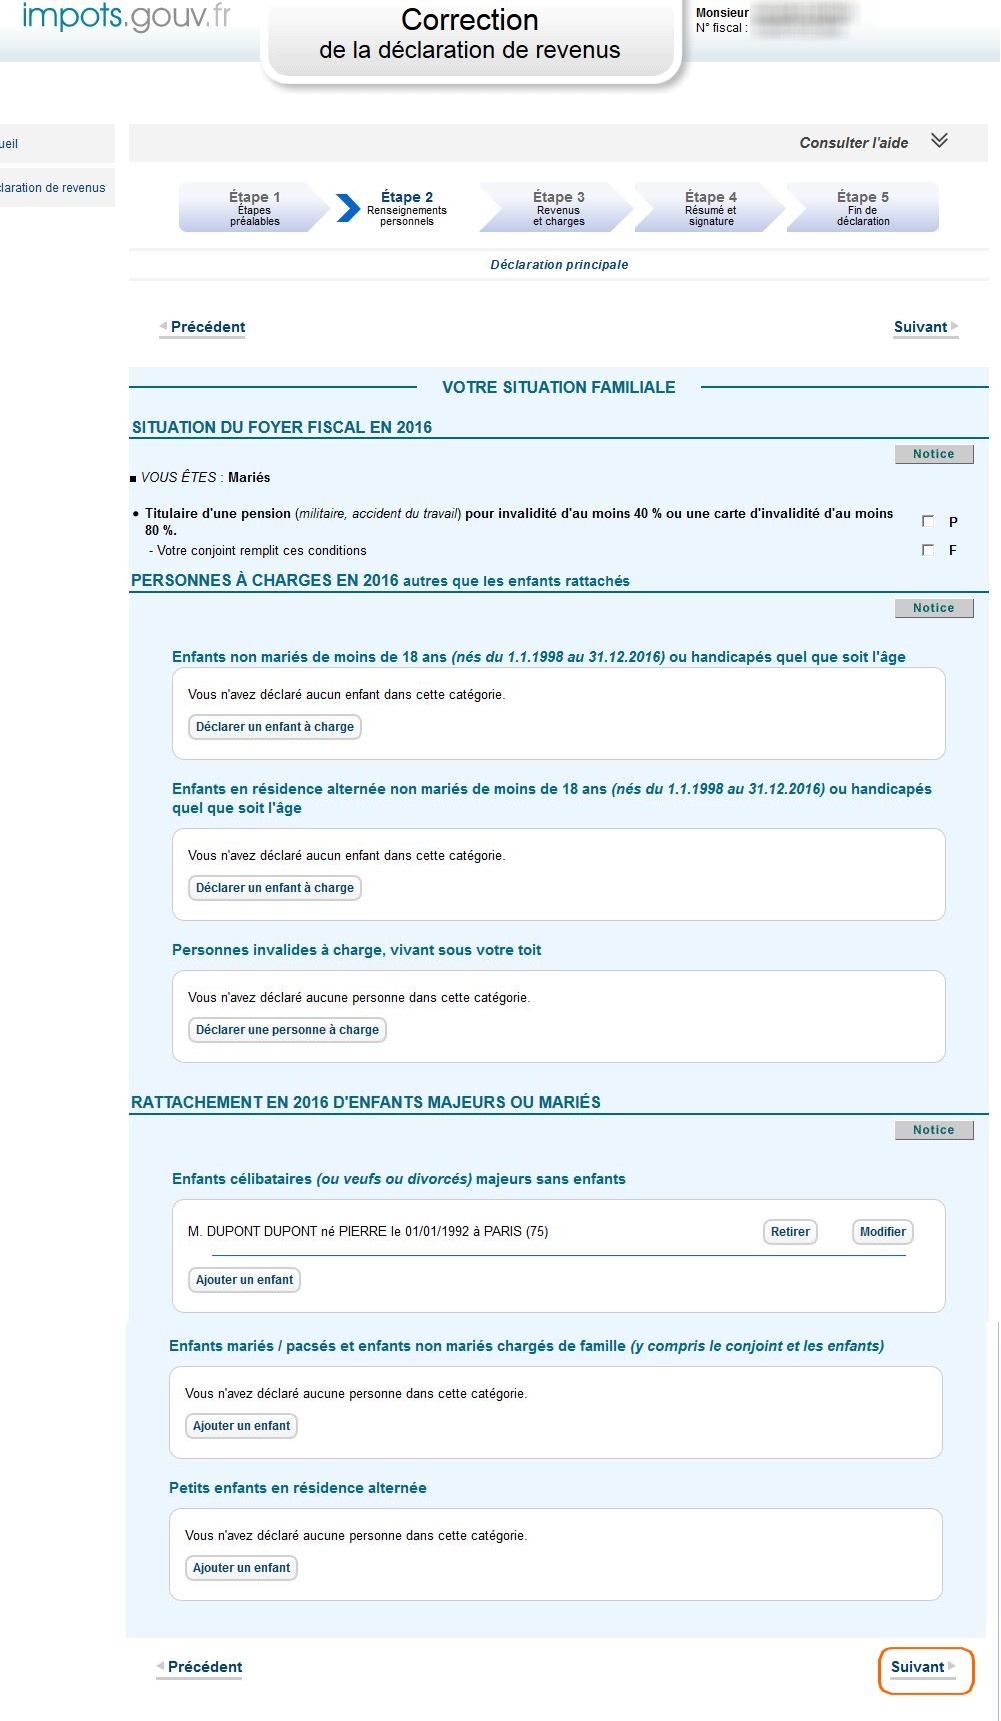 impots.gouv.fr
Correction
de la déclaration de revenus
Monsieur
N° fiscal :
ueil
claration de revenus
Consulter l'aide
Étape 1
Étapes
préalables
Étape 2
Renseignements
personnels
Étape 3
Revenus
et charges
Étape 4
Résumé et
signature
Étape 5
Fin de
déclaration
Déclaration principale
Précédent
Suivant
VOTRE SITUATION FAMILIALE
SITUATION DU FOYER FISCAL EN 2016
Notice
■ VOUS ÊTES : Mariés
• Titulaire d'une pension (militaire, accident du travail) pour invalidité d'au moins 40 % ou une carte d'invalidité d'au moins
80 %.
P
- Votre conjoint remplit ces conditions
F
PERSONNES À CHARGES EN 2016 autres que les enfants rattachés
Notice
Enfants non mariés de moins de 18 ans (nés du 1.1.1998 au 31.12.2016) ou handicapés quel que soit l'âge
Vous n'avez déclaré aucun enfant dans cette catégorie.
Déclarer un enfant à charge
Enfants en résidence alternée non mariés de moins de 18 ans (nés du 1.1.1998 au 31.12.2016) ou handicapés
quel que soit l'âge
Vous n'avez déclaré aucun enfant dans cette catégorie.
Déclarer un enfant à charge
Personnes invalides à charge, vivant sous votre toit
Vous n'avez déclaré aucune personne dans cette catégorie.
Déclarer une personne à charge
RATTACHEMENT EN 2016 D'ENFANTS MAJEURS OU MARIÉS
Notice
Enfants célibataires (ou veufs ou divorcés) majeurs sans enfants
M. DUPONT DUPONT né PIERRE le 01/01/1992 à PARIS (75)
Retirer
Modifier
Ajouter un enfant
Enfants mariés / pacsés et enfants non mariés chargés de famille (y compris le conjoint et les enfants)
Vous n'avez déclaré aucune personne dans cette catégorie.
Ajouter un enfant
Petits enfants en résidence alternée
Vous n'avez déclaré aucune personne dans cette catégorie.
Ajouter un enfant
Précédent
Suivant